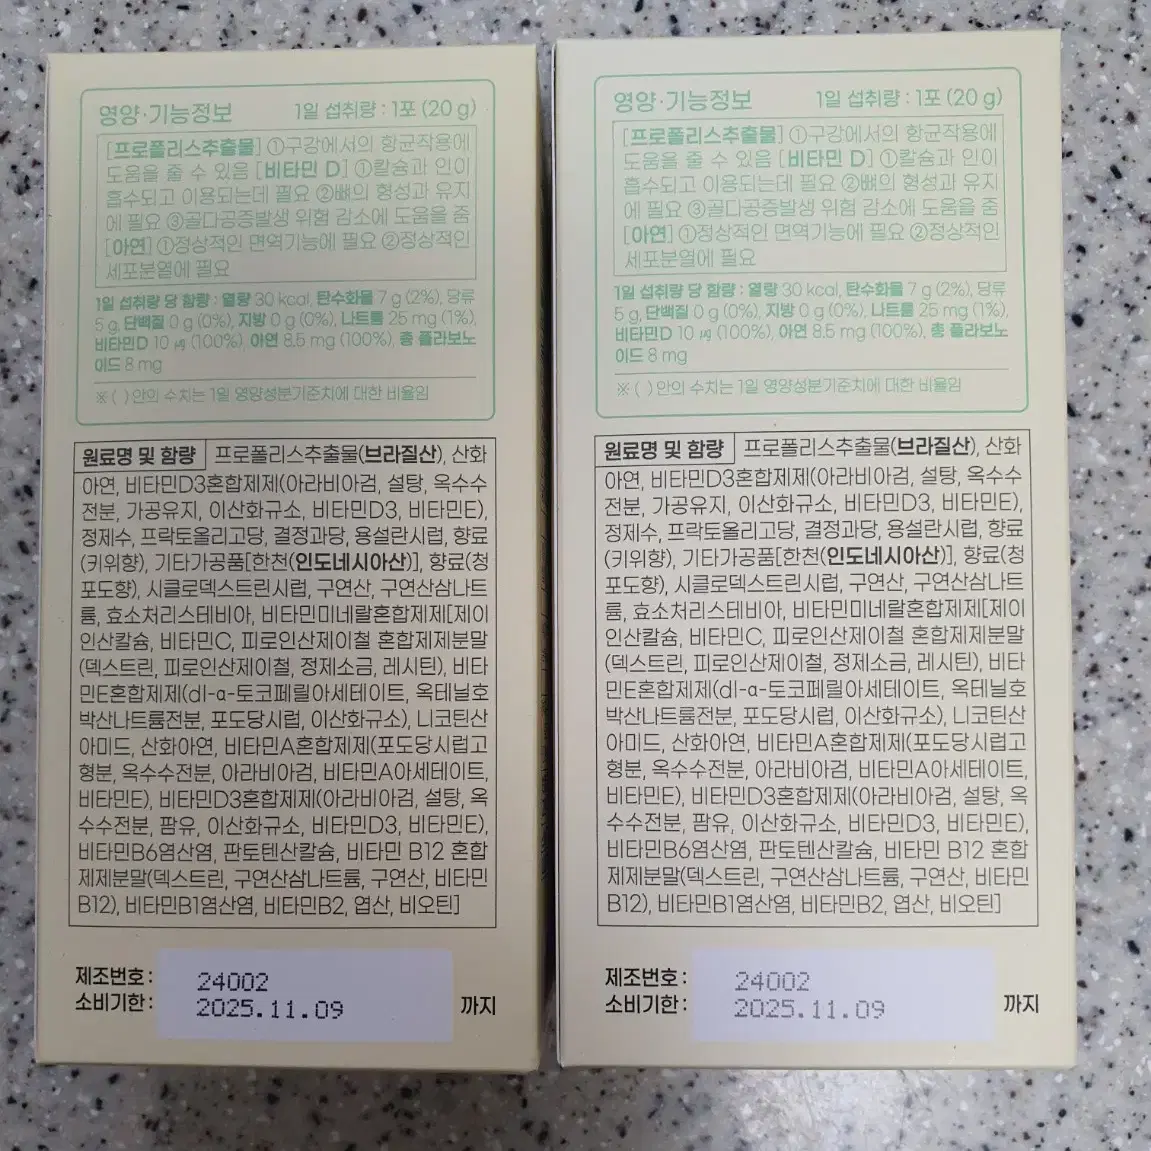 영양·기능정보 1일 섭취량 : 1포 (20 g)
[프로폴리스추출물] ①구강에서의 항균작용에
도움을 줄 수 있음 [비타민 D] ①칼슘과 인이
흡수되고 이용되는데 필요 ②뼈의 형성과 유지
에 필요 ③골다공증발생 위험 감소에 도움을 줌
[아연] ①정상적인 면역기능에 필요 ②정상적인
세포분열에 필요
1일 섭취량 당 함량 : 열량 30 kcal, 탄수화물 7 g (2%), 당류
5 g, 단백질 0 g (0%), 지방 0 g (0%), 나트륨 25 mg (1%),
비타민D 10 ㎍ (100%), 아연 8.5 mg (100%), 총 플라보노
이드 8 mg
※ ( ) 안의 수치는 1일 영양성분기준치에 대한 비율임
원료명 및 함량 프로폴리스추출물(브라질산), 산화
아연, 비타민D3혼합제제(아라비아검, 설탕, 옥수수
전분, 가공유지, 이산화규소, 비타민D3, 비타민E),
정제수, 프락토올리고당, 결정과당, 용설란시럽, 향료
(키위향), 기타가공품[한천(인도네시아산)], 향료(청
포도향), 시클로덱스트린시럽, 구연산, 구연산삼나트
륨, 효소처리스테비아, 비타민미네랄혼합제제[제이
인산칼슘, 비타민C, 피로인산제이철 혼합제제분말
(덱스트린, 피로인산제이철, 정제소금, 레시틴), 비타
민E혼합제제(dl-α-토코페릴아세테이트, 옥테닐호
박산나트륨전분, 포도당시럽, 이산화규소), 니코틴산
아미드, 산화아연, 비타민A혼합제제(포도당시럽고
형분, 옥수수전분, 아라비아검, 비타민A아세테이트,
비타민E), 비타민D3혼합제제(아라비아검, 설탕, 옥
수수전분, 팜유, 이산화규소, 비타민D3, 비타민E),
비타민B6염산염, 판토텐산칼슘, 비타민 B12 혼합
제제분말(덱스트린, 구연산삼나트륨, 구연산, 비타민
B12), 비타민B1염산염, 비타민B2, 엽산, 비오틴]
제조번호 : 24002
소비기한 : 2025.11.09 까지
영양·기능정보 1일 섭취량 : 1포 (20 g)
[프로폴리스추출물] ①구강에서의 항균작용에
도움을 줄 수 있음 [비타민 D] ①칼슘과 인이
흡수되고 이용되는데 필요 ②뼈의 형성과 유지
에 필요 ③골다공증발생 위험 감소에 도움을 줌
[아연] ①정상적인 면역기능에 필요 ②정상적인
세포분열에 필요
1일 섭취량 당 함량 : 열량 30 kcal, 탄수화물 7 g (2%), 당류
5 g, 단백질 0 g (0%), 지방 0 g (0%), 나트륨 25 mg (1%),
비타민D 10 ㎍ (100%), 아연 8.5 mg (100%), 총 플라보노
이드 8 mg
※ ( ) 안의 수치는 1일 영양성분기준치에 대한 비율임
원료명 및 함량 프로폴리스추출물(브라질산), 산화
아연, 비타민D3혼합제제(아라비아검, 설탕, 옥수수
전분, 가공유지, 이산화규소, 비타민D3, 비타민E),
정제수, 프락토올리고당, 결정과당, 용설란시럽, 향료
(키위향), 기타가공품[한천(인도네시아산)], 향료(청
포도향), 시클로덱스트린시럽, 구연산, 구연산삼나트
륨, 효소처리스테비아, 비타민미네랄혼합제제[제이
인산칼슘, 비타민C, 피로인산제이철 혼합제제분말
(덱스트린, 피로인산제이철, 정제소금, 레시틴), 비타
민E혼합제제(dl-α-토코페릴아세테이트, 옥테닐호
박산나트륨전분, 포도당시럽, 이산화규소), 니코틴산
아미드, 산화아연, 비타민A혼합제제(포도당시럽고
형분, 옥수수전분, 아라비아검, 비타민A아세테이트,
비타민E), 비타민D3혼합제제(아라비아검, 설탕, 옥
수수전분, 팜유, 이산화규소, 비타민D3, 비타민E),
비타민B6염산염, 판토텐산칼슘, 비타민 B12 혼합
제제분말(덱스트린, 구연산삼나트륨, 구연산, 비타민
B12), 비타민B1염산염, 비타민B2, 엽산, 비오틴]
제조번호 : 24002
소비기한 : 2025.11.09 까지